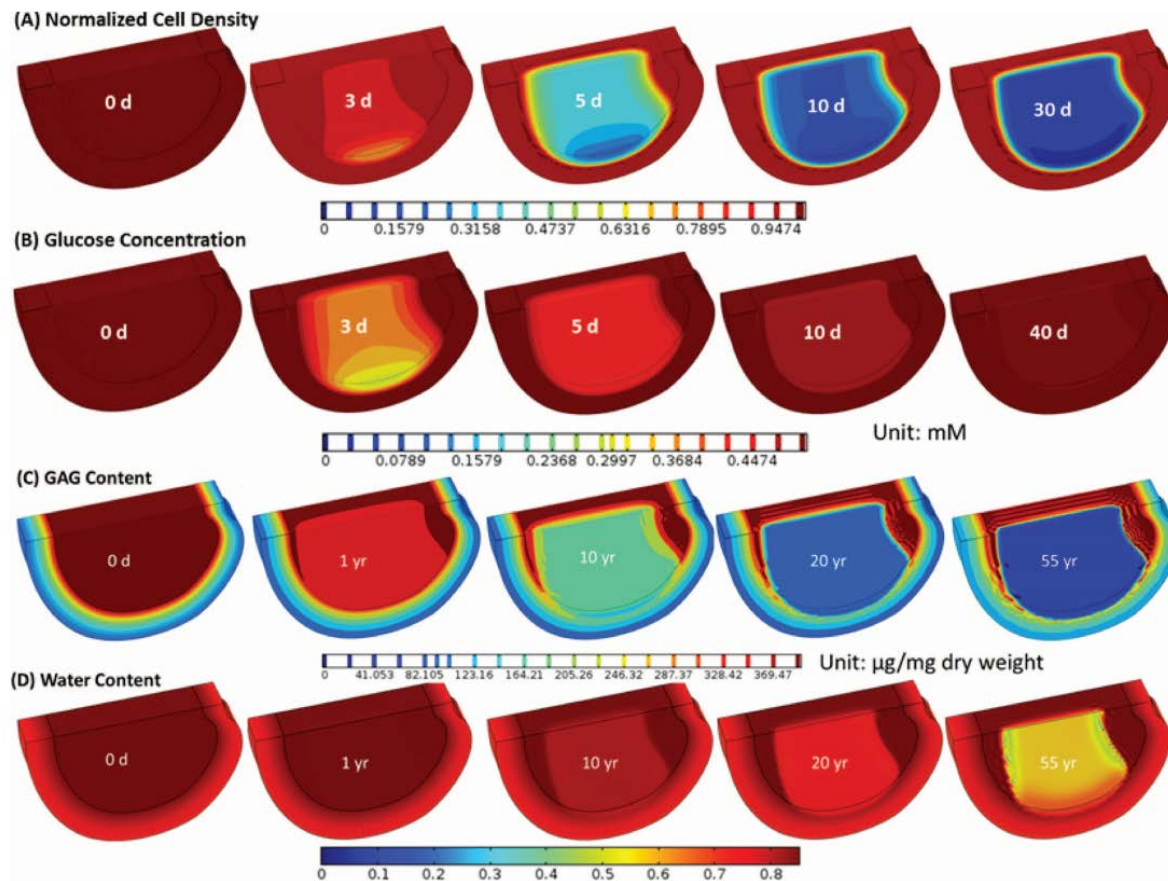 (A) Normalized Cell Density
0 d
3 d
5 d
10 d
30 d
0 0.1579 0.3158 0.4737 0.6316 0.7895 0.9474
(B) Glucose Concentration
0 d
3 d
5 d
10 d
40 d
Unit: mM
0 0.0789 0.1579 0.2368 0.2997 0.3684 0.4474
(C) GAG Content
0 d
1 yr
10 yr
20 yr
55 yr
0 41.053 82.105 123.16 164.21 205.26 246.32 287.37 328.42 369.47
Unit: µg/mg dry weight
(D) Water Content
0 d
1 yr
10 yr
20 yr
55 yr
0 0.1 0.2 0.3 0.4 0.5 0.6 0.7 0.8